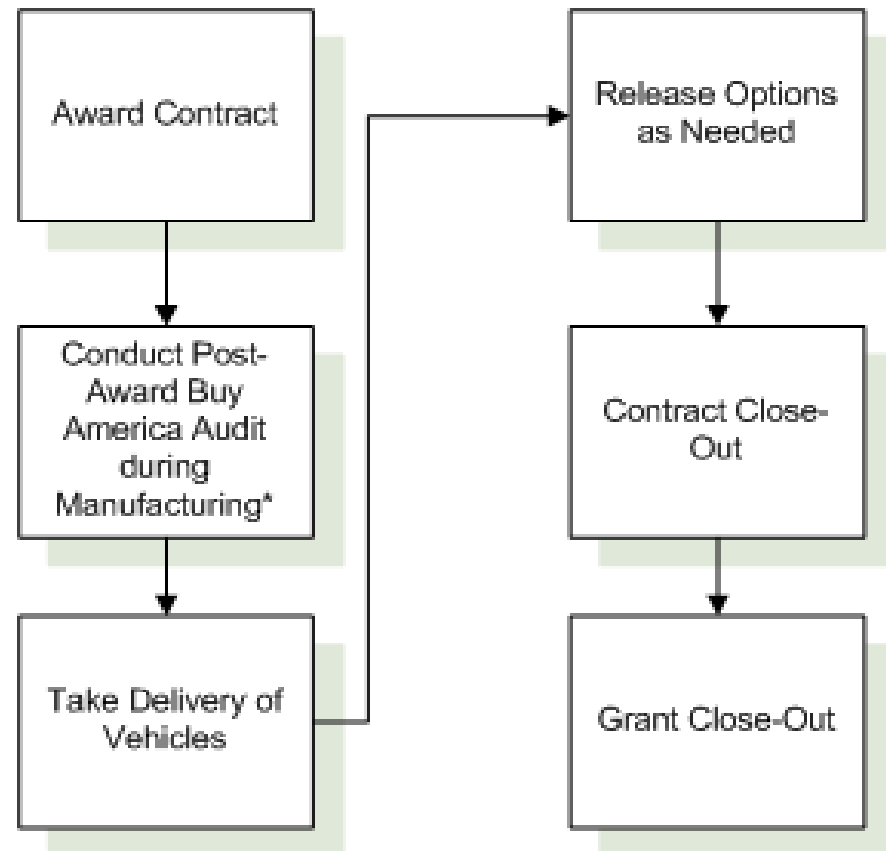 Award Contract
Conduct Post-
Award Buy
America Audit
during
Manufacturing*
Take Delivery of
Vehicles
Release Options
as Needed
Contract Close-
Out
Grant Close-Out